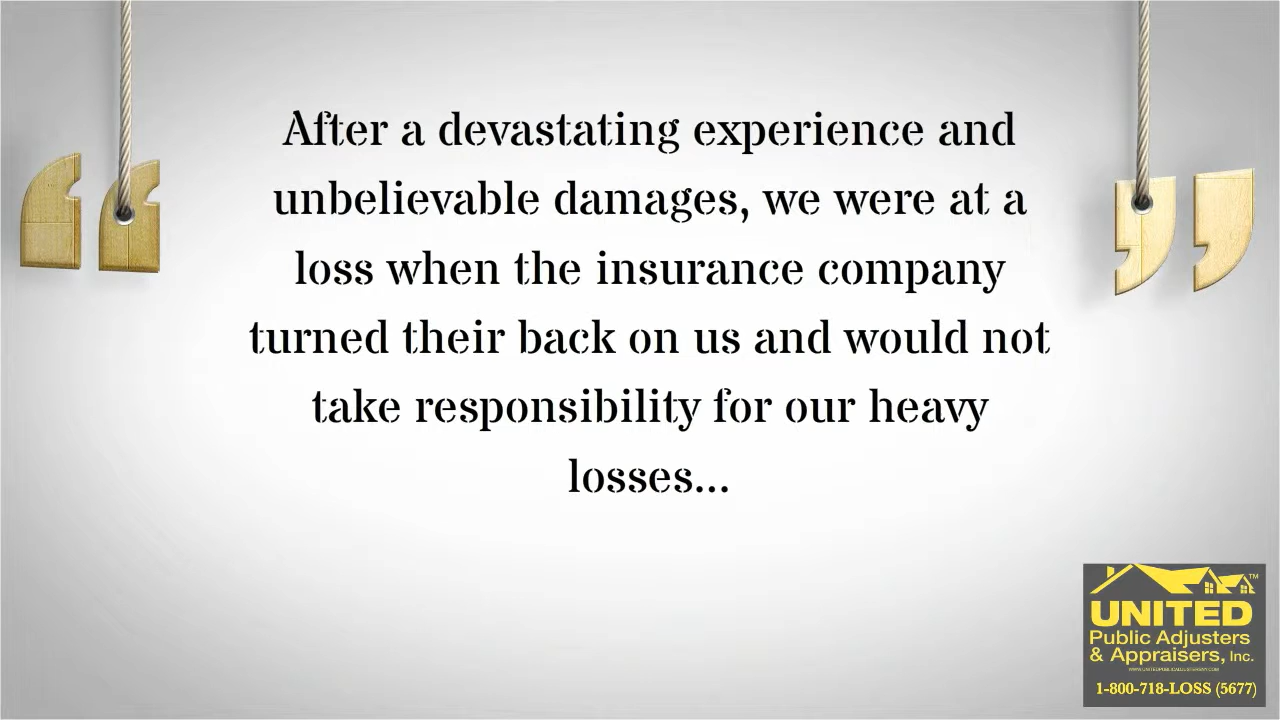 After a devastating experience and
unbelievable damages, we were at a
loss when the insurance company
turned their back on us and would not
take responsibility for our heavy
losses...
UNITED
Public Adjusters
& Appraisers, Inc.
1-800-718-LOSS (5677)